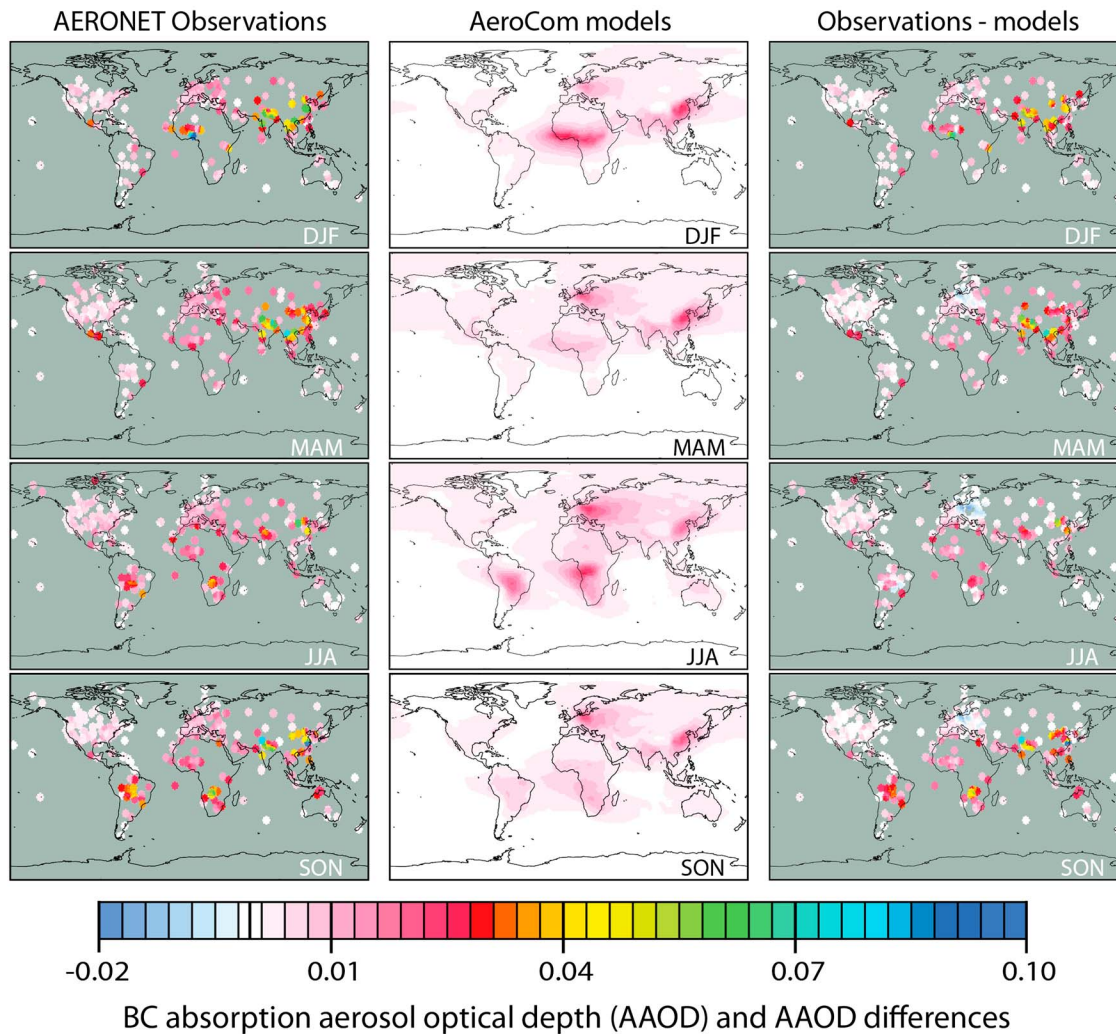 AERONET Observations AeroCom models Observations - models
DJF DJF DJF
MAM MAM MAM
JJA JJA JJA
SON SON SON
-0.02 0.01 0.04 0.07 0.10
BC absorption aerosol optical depth (AAOD) and AAOD differences